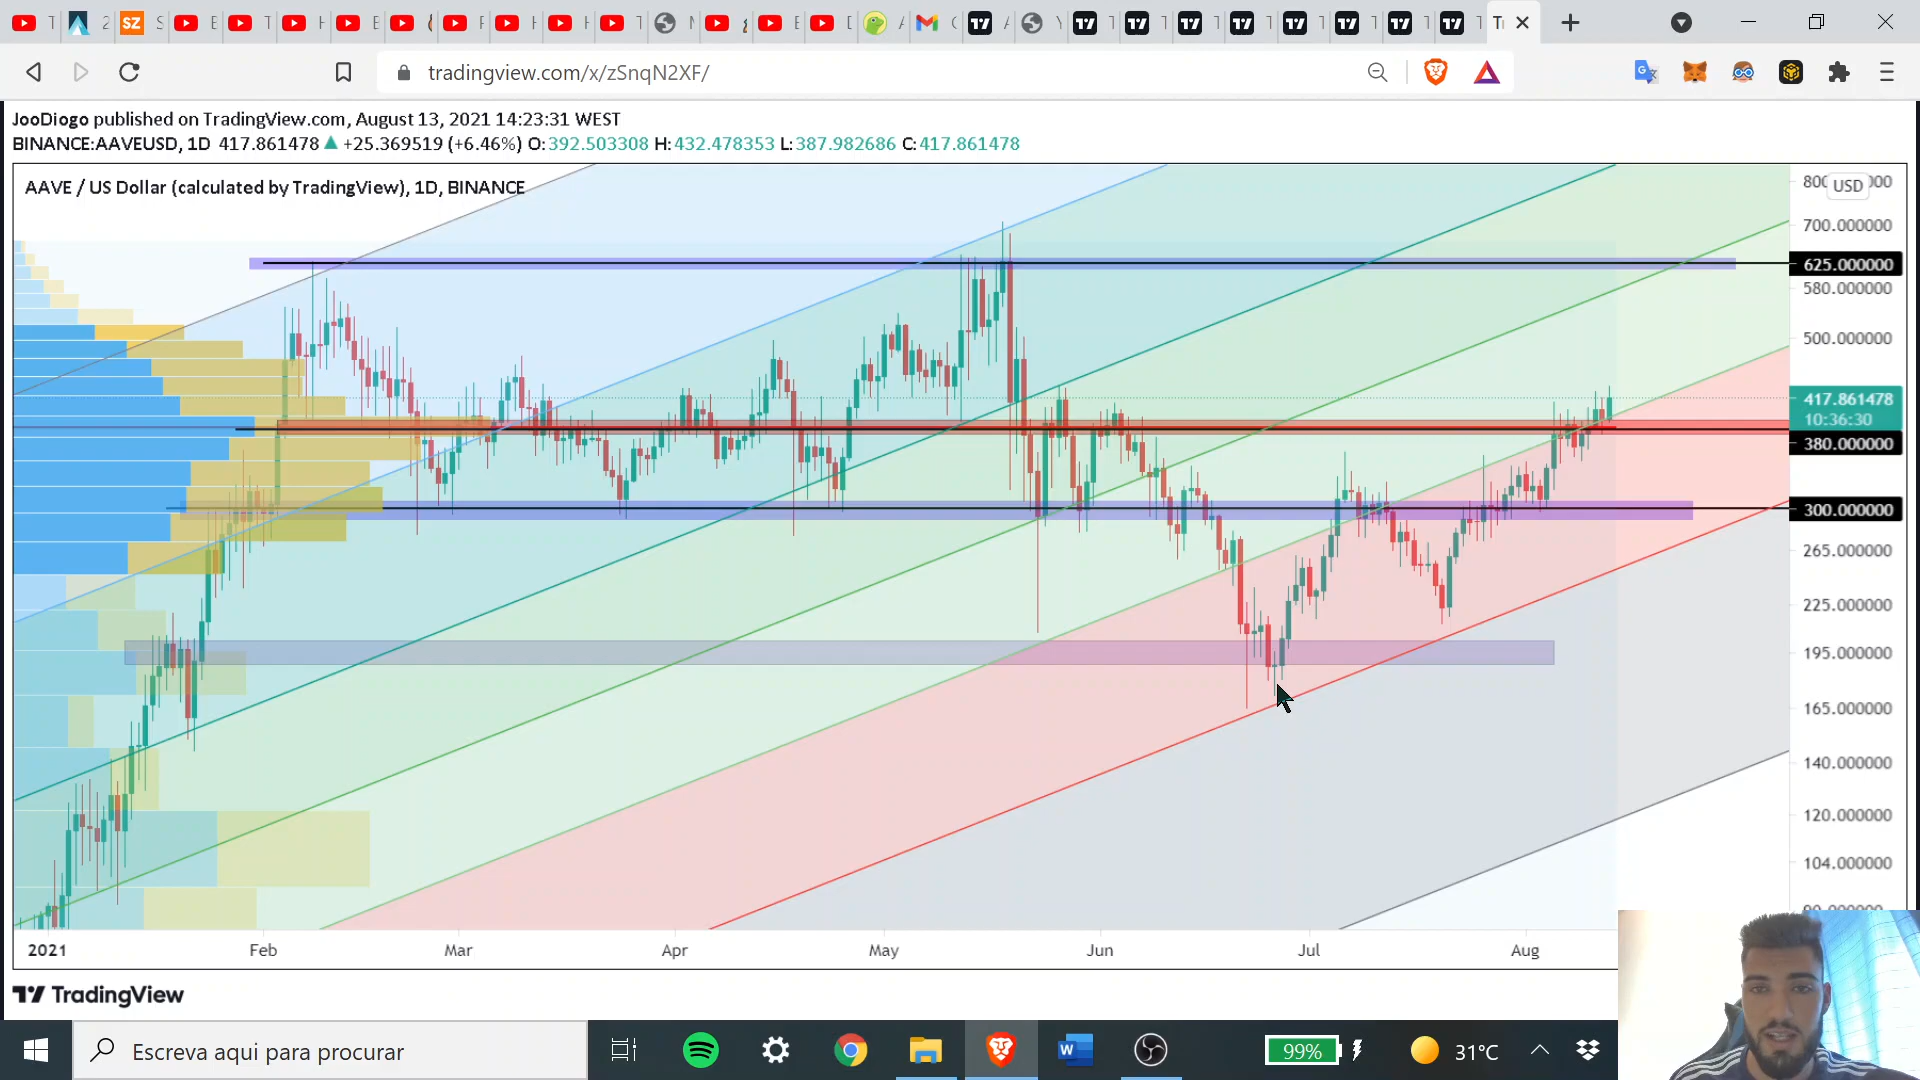 tradingview.com/x/zSnqN2XF/
JooDiogo published on TradingView.com, August 13, 2021 14:23:31 WEST
BINANCE:AAVEUSD, 1D 417.861478 ▲ +25.369519 (+6.46%) O:392.503308 H:432.478353 L:387.982686 C:417.861478
AAVE / US Dollar (calculated by TradingView), 1D, BINANCE
USD
700.000000
625.000000
580.000000
500.000000
417.861478
10:36:30
380.000000
300.000000
265.000000
225.000000
195.000000
165.000000
140.000000
120.000000
104.000000
2021 Feb Mar Apr May Jun Jul Aug
TradingView
Escreva aqui para procurar
99%
31°C